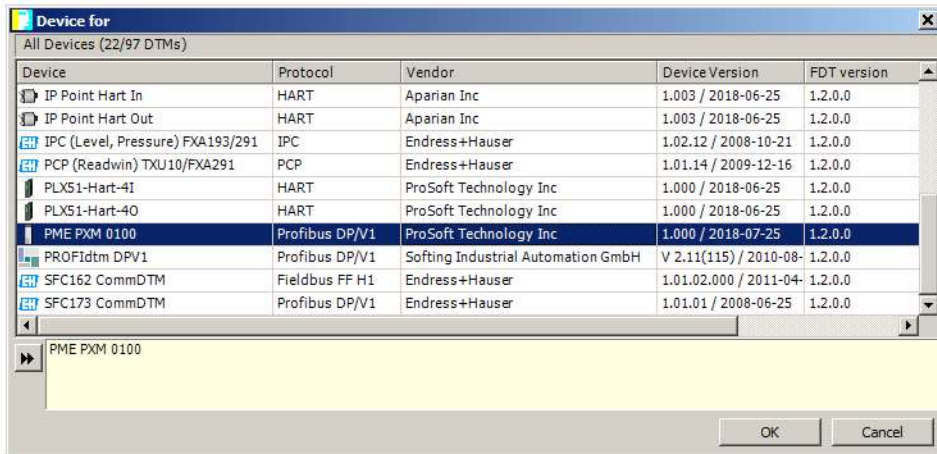 Device for
All Devices (22/97 DTMs)
Device Protocol Vendor Device Version FDT version
IP Point Hart In HART Aparian Inc 1.003 / 2018-06-25 1.2.0.0
IP Point Hart Out HART Aparian Inc 1.003 / 2018-06-25 1.2.0.0
IPC (Level, Pressure) FXA193/291 IPC Endress+Hauser 1.02.12 / 2008-10-21 1.2.0.0
PCP (Readwin) TXU10/FXA291 PCP Endress+Hauser 1.01.14 / 2009-12-16 1.2.0.0
PLX51-Hart-4I HART ProSoft Technology Inc 1.000 / 2018-06-25 1.2.0.0
PLX51-Hart-4O HART ProSoft Technology Inc 1.000 / 2018-06-25 1.2.0.0
PME PXM 0100 Profibus DP/V1 ProSoft Technology Inc 1.000 / 2018-07-25 1.2.0.0
PROFIdtm DPV1 Profibus DP/V1 Softing Industrial Automation GmbH V 2.11(115) / 2010-08- 1.2.0.0
EH SFC162 CommDTM Fieldbus FF H1 Endress+Hauser 1.01.02.000 / 2011-04- 1.2.0.0
EH SFC173 CommDTM Profibus DP/V1 Endress+Hauser 1.01.01 / 2008-06-25 1.2.0.0
PME PXM 0100
OK Cancel